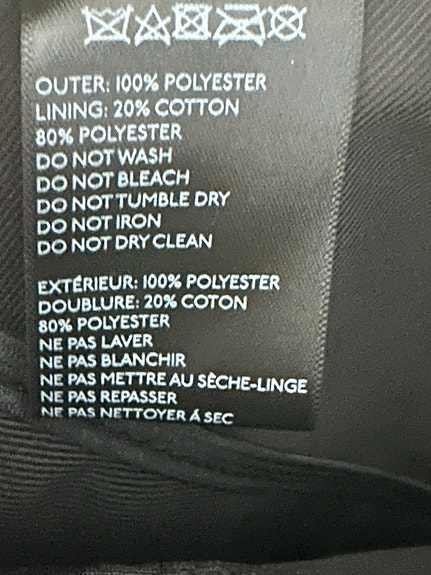 OUTER: 100% POLYESTER
LINING: 20% COTTON
80% POLYESTER
DO NOT WASH
DO NOT BLEACH
DO NOT TUMBLE DRY
DO NOT IRON
DO NOT DRY CLEAN
EXTÉRIEUR: 100% POLYESTER
DOUBLURE: 20% COTON
80% POLYESTER
NE PAS LAVER
NE PAS BLANCHIR
NE PAS METTRE AU SÈCHE-LINGE
NE PAS REPASSER
NE PAS NETTOYER Á SEC